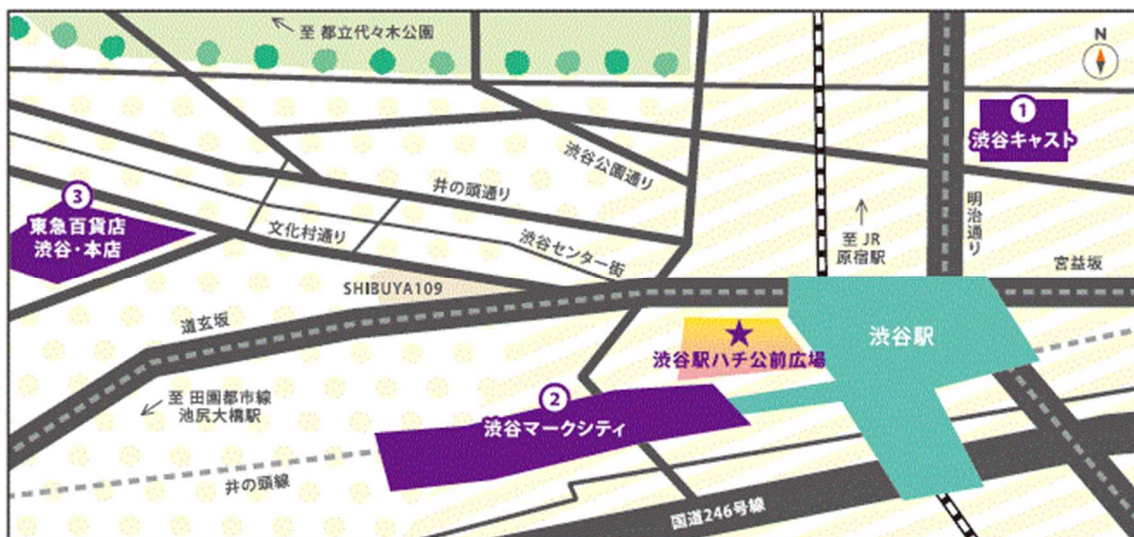 至 都立代々木公園
N
①
渋谷キャスト
渋谷公園通り
井の頭通り
③
東急百貨店
渋谷・本店
文化村通り
渋谷センター街
至 JR
原宿駅
明治通り
宮益坂
SHIBUYA109
道玄坂
渋谷駅
渋谷駅ハチ公前広場
至 田園都市線
池尻大橋駅
②
渋谷マークシティ
井の頭線
国道246号線